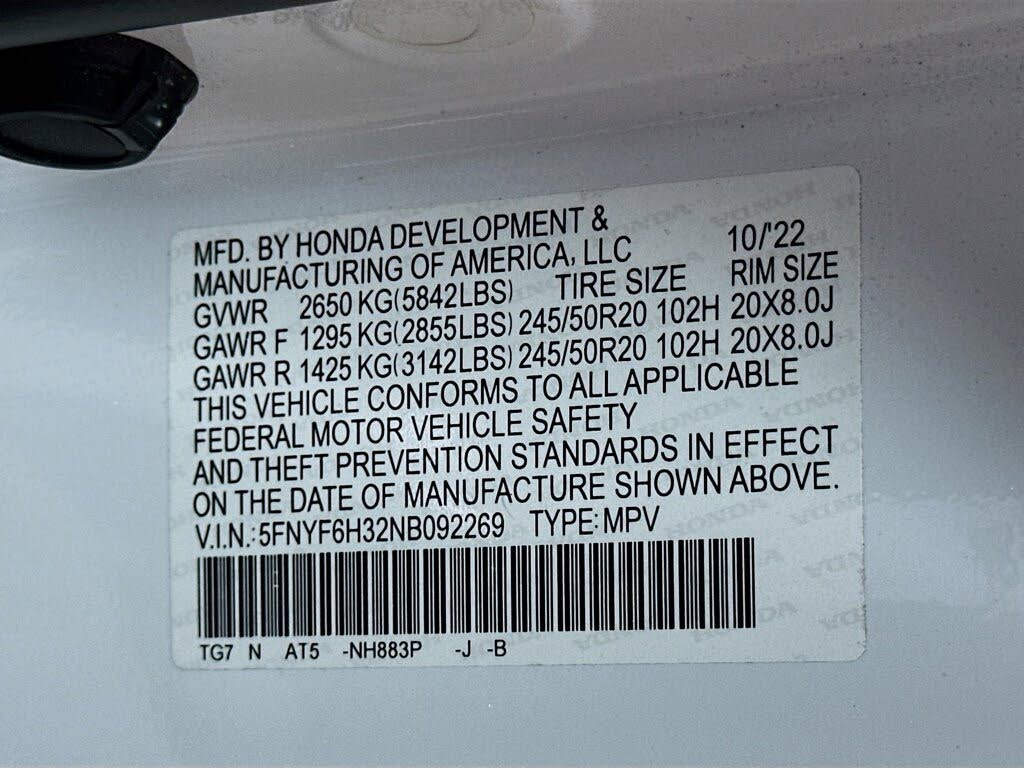 MFD. BY HONDA DEVELOPMENT &
MANUFACTURING OF AMERICA, LLC 10/'22
GVWR 2650 KG(5842LBS) TIRE SIZE RIM SIZE
GAWR F 1295 KG(2855LBS) 245/50R20 102H 20X8.0J
GAWR R 1425 KG(3142LBS) 245/50R20 102H 20X8.0J
THIS VEHICLE CONFORMS TO ALL APPLICABLE
FEDERAL MOTOR VEHICLE SAFETY
AND THEFT PREVENTION STANDARDS IN EFFECT
ON THE DATE OF MANUFACTURE SHOWN ABOVE.
V.I.N.:5FNYF6H32NB092269 TYPE:MPV
TG7 N AT5 -NH883P -J -B